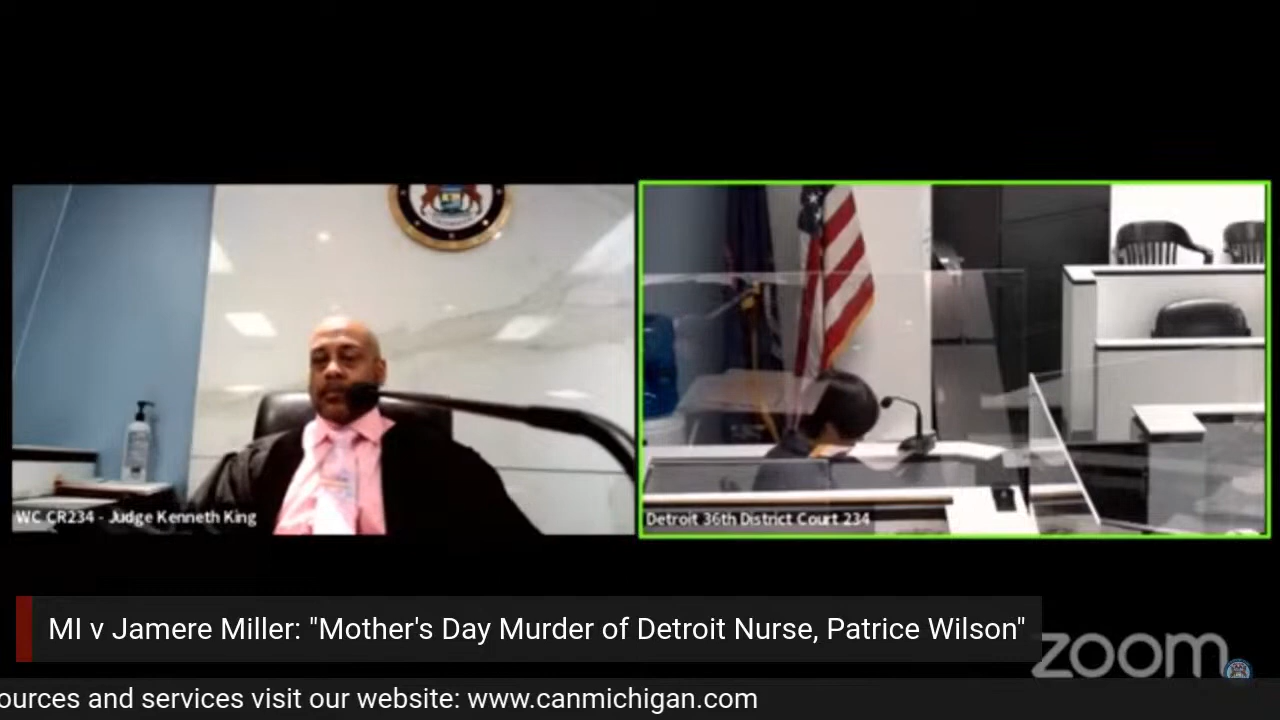 WC CR234 - Judge Kenneth King
Detroit 36th District Court 234
MI v Jamere Miller: "Mother's Day Murder of Detroit Nurse, Patrice Wilson"
zoom
ources and services visit our website: www.canmichigan.com